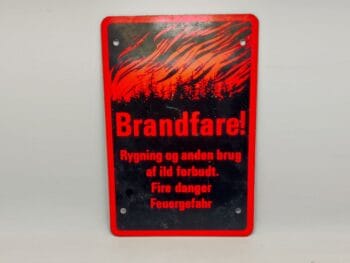 Brandfare!
Rygning og anden brug
af ild forbudt.
Fire danger
Feuergefahr